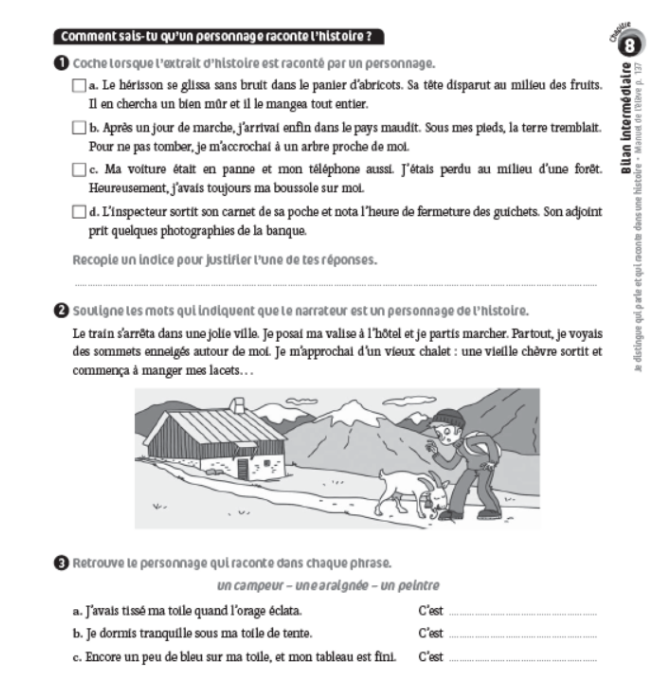 Comment sais-tu qu'un personnage raconte l'histoire ?
1 Coche lorsque l'extrait d'histoire est raconté par un personnage.
a. Le hérisson se glissa sans bruit dans le panier d'abricots. Sa tête disparut au milieu des fruits.
Il en chercha un bien mûr et il le mangea tout entier.
b. Après un jour de marche, j'arrivai enfin dans le pays maudit. Sous mes pieds, la terre tremblait.
Pour ne pas tomber, je m'accrochai à un arbre proche de moi.
c. Ma voiture était en panne et mon téléphone aussi. J'étais perdu au milieu d'une forêt.
Heureusement, j'avais toujours ma boussole sur moi.
d. L'inspecteur sortit son carnet de sa poche et nota l'heure de fermeture des guichets. Son adjoint
prit quelques photographies de la banque.
Recopie un indice pour justifier l'une de tes réponses.
2 Souligne les mots qui indiquent que le narrateur est un personnage de l'histoire.
Le train s'arrêta dans une jolie ville. Je posai ma valise à l'hôtel et je partis marcher. Partout, je voyais
des sommets enneigés autour de moi. Je m'approchai d'un vieux chalet : une vieille chèvre sortit et
commença à manger mes lacets…
3 Retrouve le personnage qui raconte dans chaque phrase.
un campeur – une araignée – un peintre
a. J'avais tissé ma toile quand l'orage éclata. C'est
b. Je dormis tranquille sous ma toile de tente. C'est
c. Encore un peu de bleu sur ma toile, et mon tableau est fini. C'est
Chapitre
8
Bilan intermédiaire
Je distingue qui parle et qui raconte dans une histoire • Manuel de l'élève p. 137